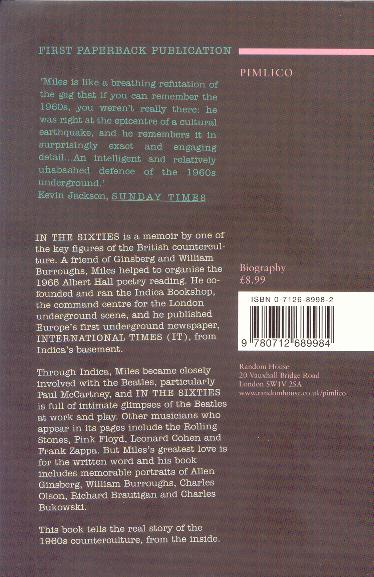 FIRST PAPERBACK PUBLICATION
'Miles is like a breathing refutation of
the gag that if you can remember the
1960s, you weren't really there: he
was right at the epicentre of a cultural
earthquake, and he remembers it in
surprisingly exact and engaging
detail...An intelligent and relatively
unabashed defence of the 1960s
underground.'
Kevin Jackson, SUNDAY TIMES
IN THE SIXTIES is a memoir by one of
the key figures of the British countercul-
ture. A friend of Ginsberg and William
Burroughs, Miles helped to organise the
1965 Albert Hall poetry reading. He co-
founded and ran the Indica Bookshop,
the command centre for the London
underground scene, and he published
Europe's first underground newspaper,
INTERNATIONAL TIMES (IT), from
Indica's basement.
Through Indica, Miles became closely
involved with the Beatles, particularly
Paul McCartney, and IN THE SIXTIES
is full of intimate glimpses of the Beatles
at work and play. Other musicians who
appear in its pages include the Rolling
Stones, Pink Floyd, Leonard Cohen and
Frank Zappa. But Miles's greatest love is
for the written word and his book
includes memorable portraits of Allen
Ginsberg, William Burroughs, Charles
Olson, Richard Brautigan and Charles
Bukowski.
This book tells the real story of the
1960s counterculture, from the inside.
PIMLICO
Biography
£8.99
ISBN 0-7126-8998-2
9 780712 689984
Random House
20 Vauxhall Bridge Road
London SW1V 2SA
www.randomhouse.co.uk/pimlico